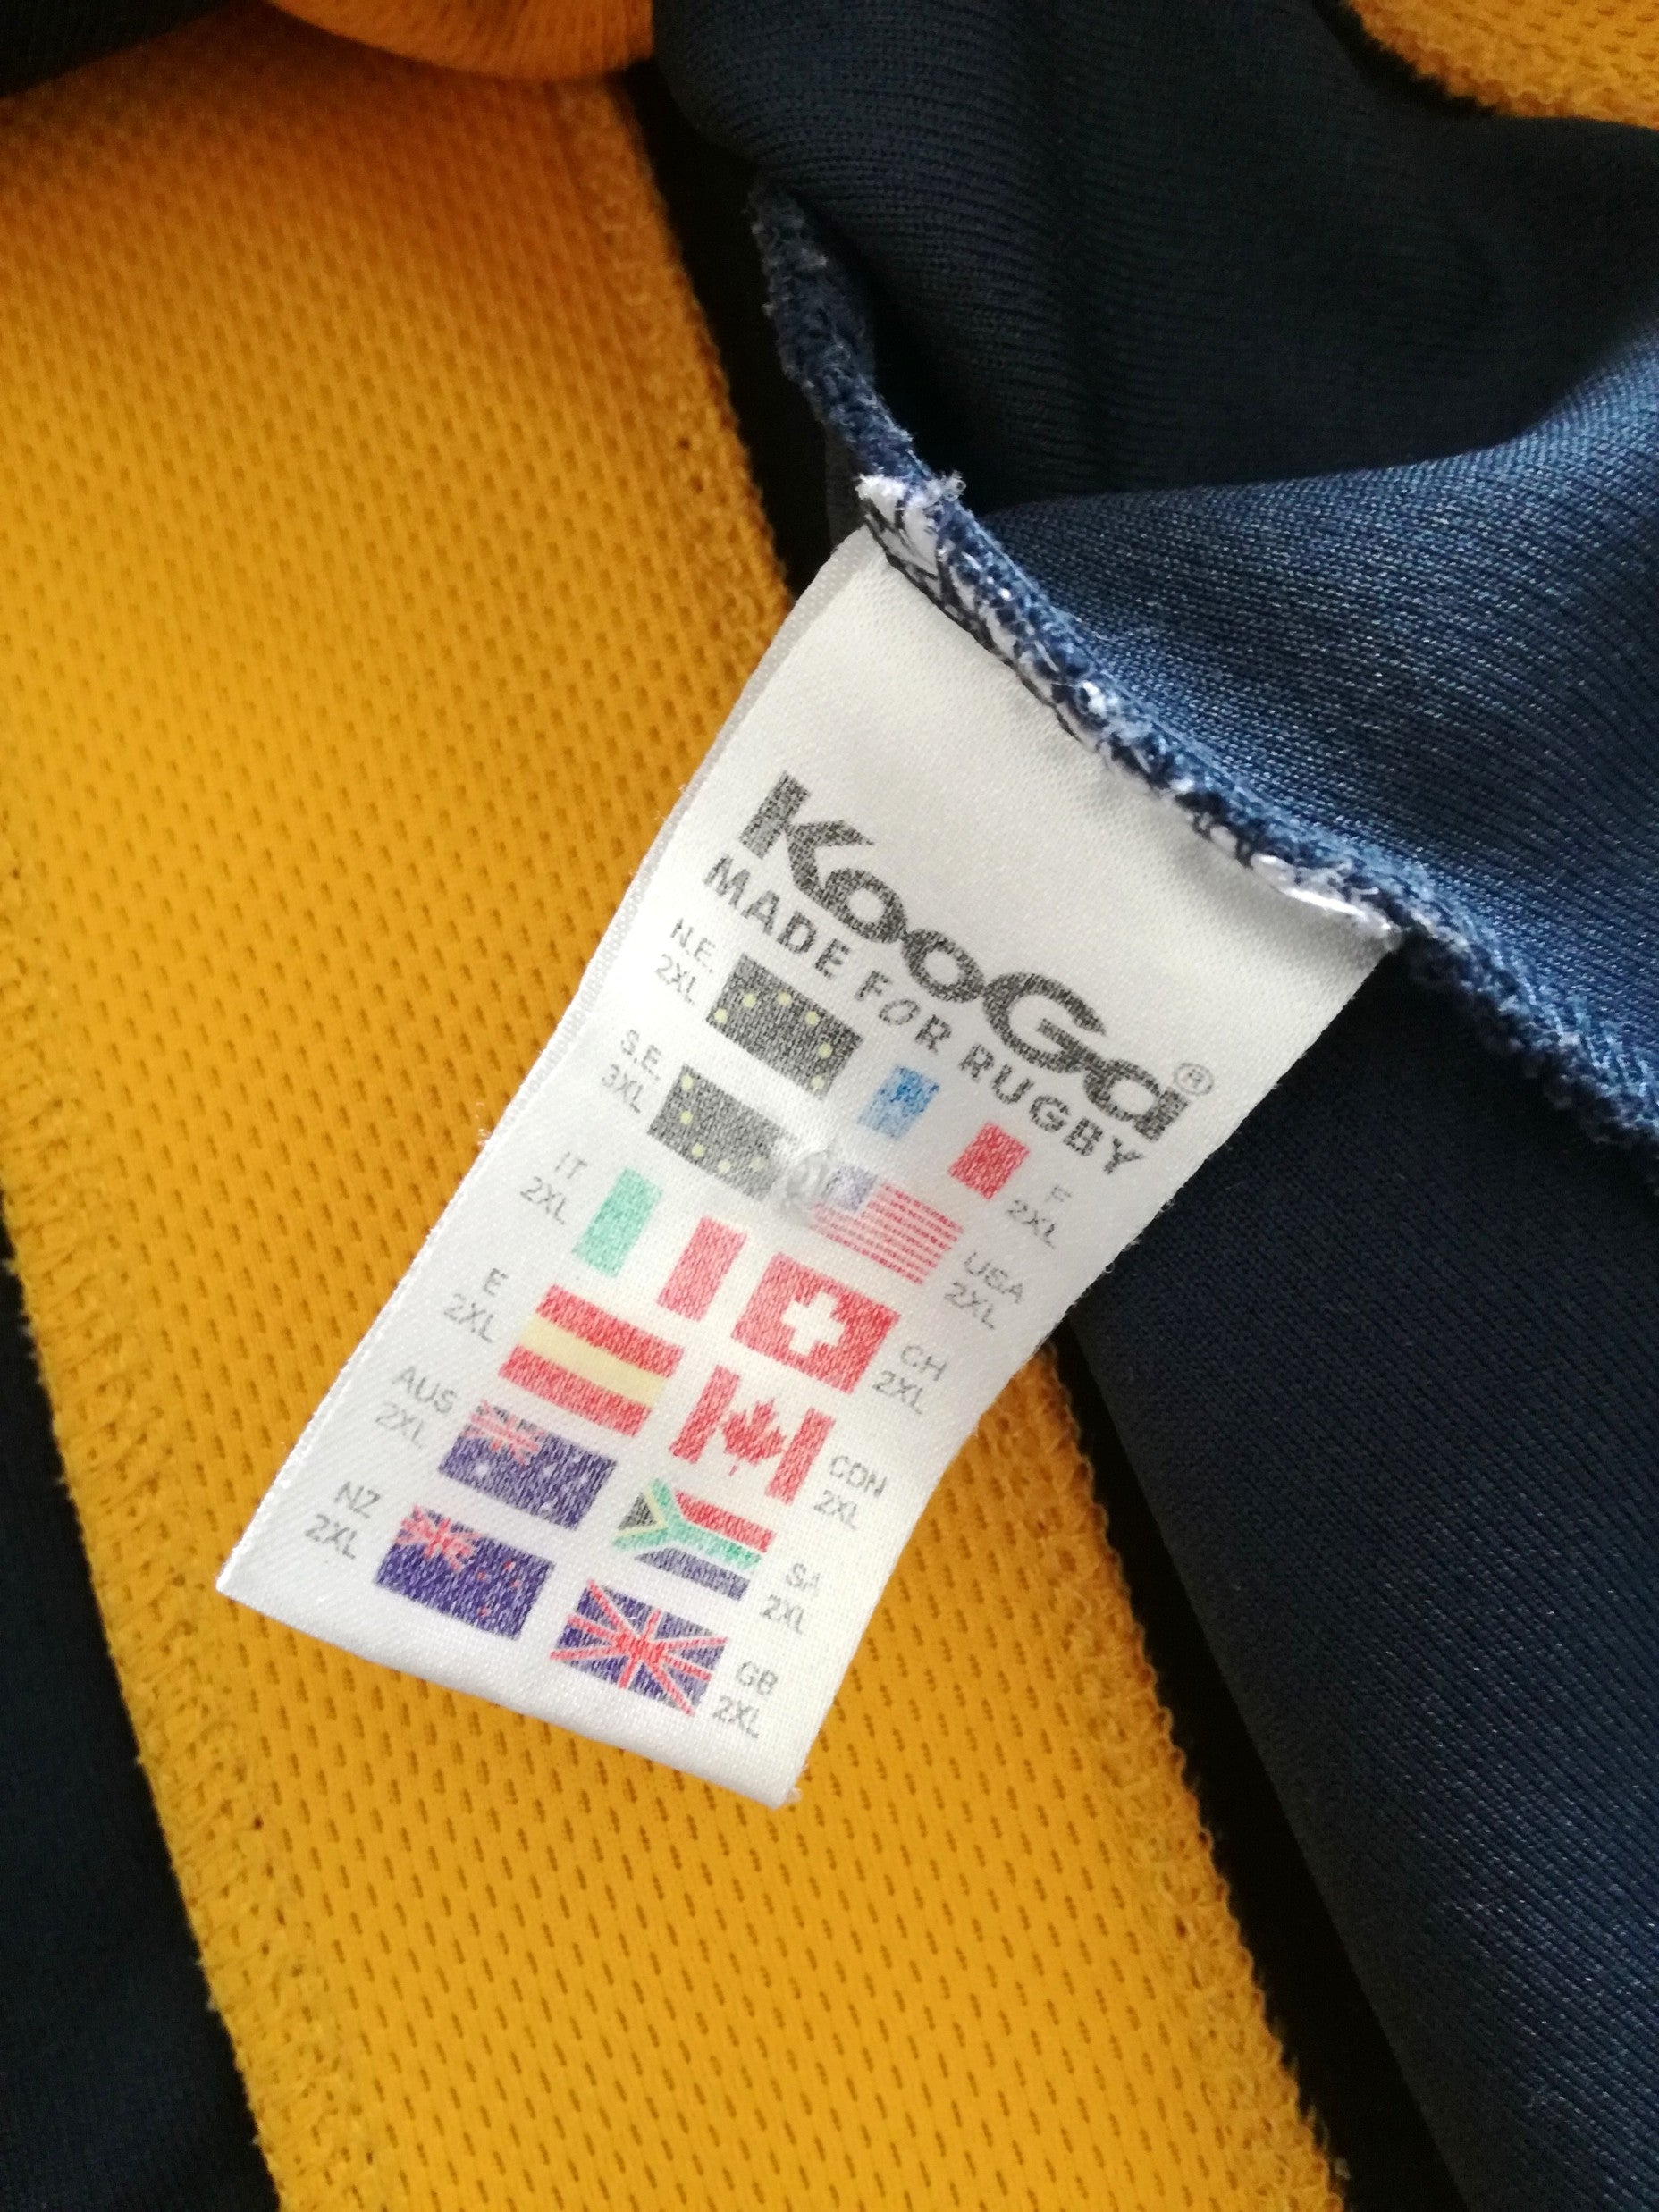 KooGa®
MADE FOR RUGBY
N.E.
2XL
F
2XL
S.E.
3XL
USA
2XL
IT
2XL
CH
2XL
E
2XL
CDN
2XL
AUS
2XL
SA
2XL
NZ
2XL
GB
2XL